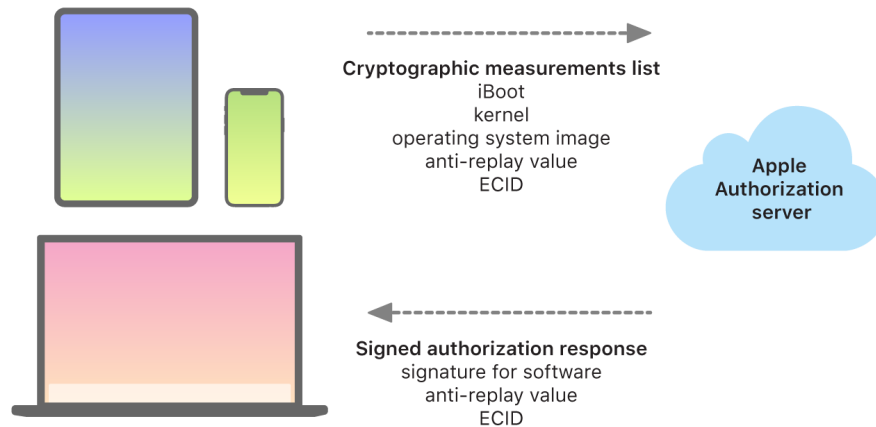 Cryptographic measurements list
iBoot
kernel
operating system image
anti-replay value
ECID
Apple
Authorization
server
Signed authorization response
signature for software
anti-replay value
ECID